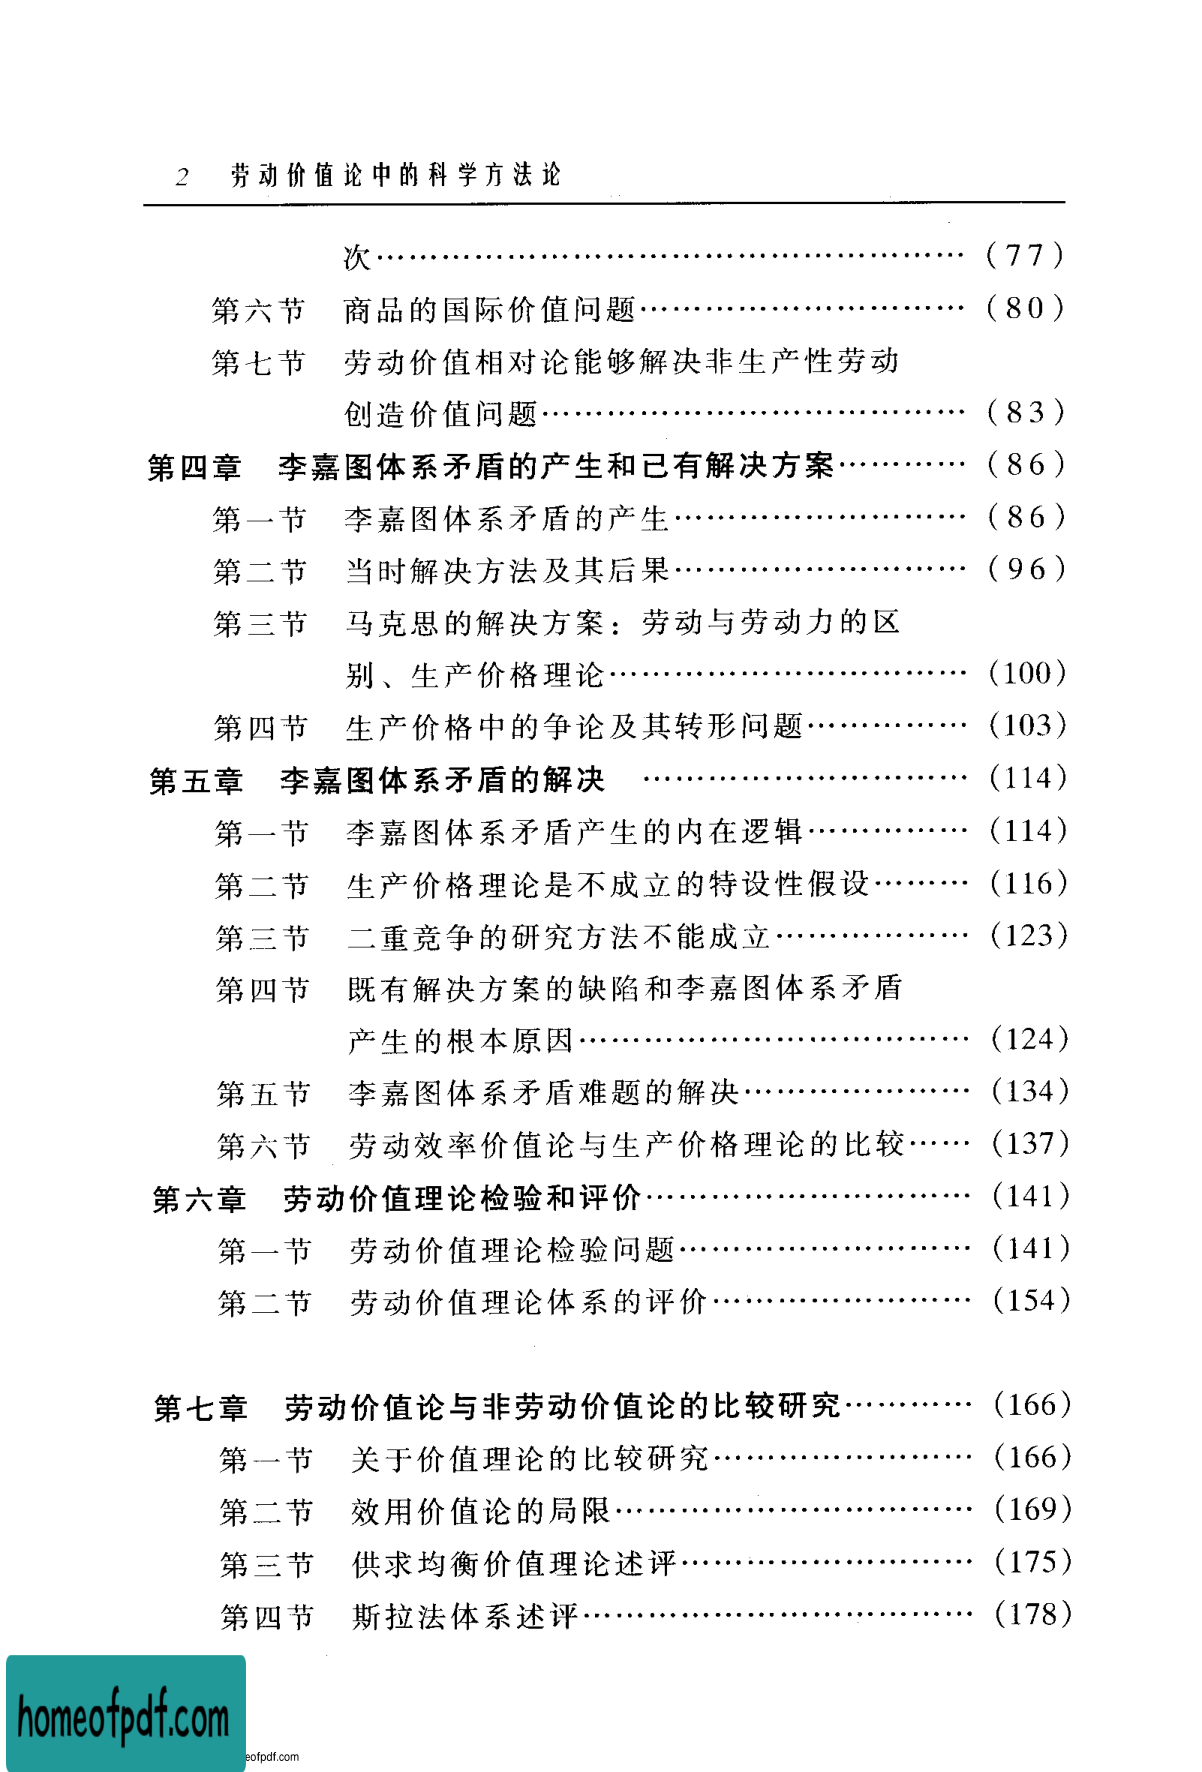 2 劳动价值论中的科学方法论
次………………………………………………(77)
第六节 商品的国际价值问题…………………………(80)
第七节 劳动价值相对论能够解决非生产性劳动
创造价值问题…………………………………(83)
第四章 李嘉图体系矛盾的产生和已有解决方案…………(86)
第一节 李嘉图体系矛盾的产生………………………(86)
第二节 当时解决方法及其后果………………………(96)
第三节 马克思的解决方案：劳动与劳动力的区
别、生产价格理论……………………………(100)
第四节 生产价格中的争论及其转形问题……………(103)
第五章 李嘉图体系矛盾的解决 …………………………(114)
第一节 李嘉图体系矛盾产生的内在逻辑……………(114)
第二节 生产价格理论是不成立的特设性假设………(116)
第三节 二重竞争的研究方法不能成立………………(123)
第四节 既有解决方案的缺陷和李嘉图体系矛盾
产生的根本原因………………………………(124)
第五节 李嘉图体系矛盾难题的解决…………………(134)
第六节 劳动效率价值论与生产价格理论的比较……(137)
第六章 劳动价值理论检验和评价…………………………(141)
第一节 劳动价值理论检验问题………………………(141)
第二节 劳动价值理论体系的评价……………………(154)
第七章 劳动价值论与非劳动价值论的比较研究…………(166)
第一节 关于价值理论的比较研究……………………(166)
第二节 效用价值论的局限……………………………(169)
第三节 供求均衡价值理论述评………………………(175)
第四节 斯拉法体系述评………………………………(178)
homeofpdf.com
eofpdf.com